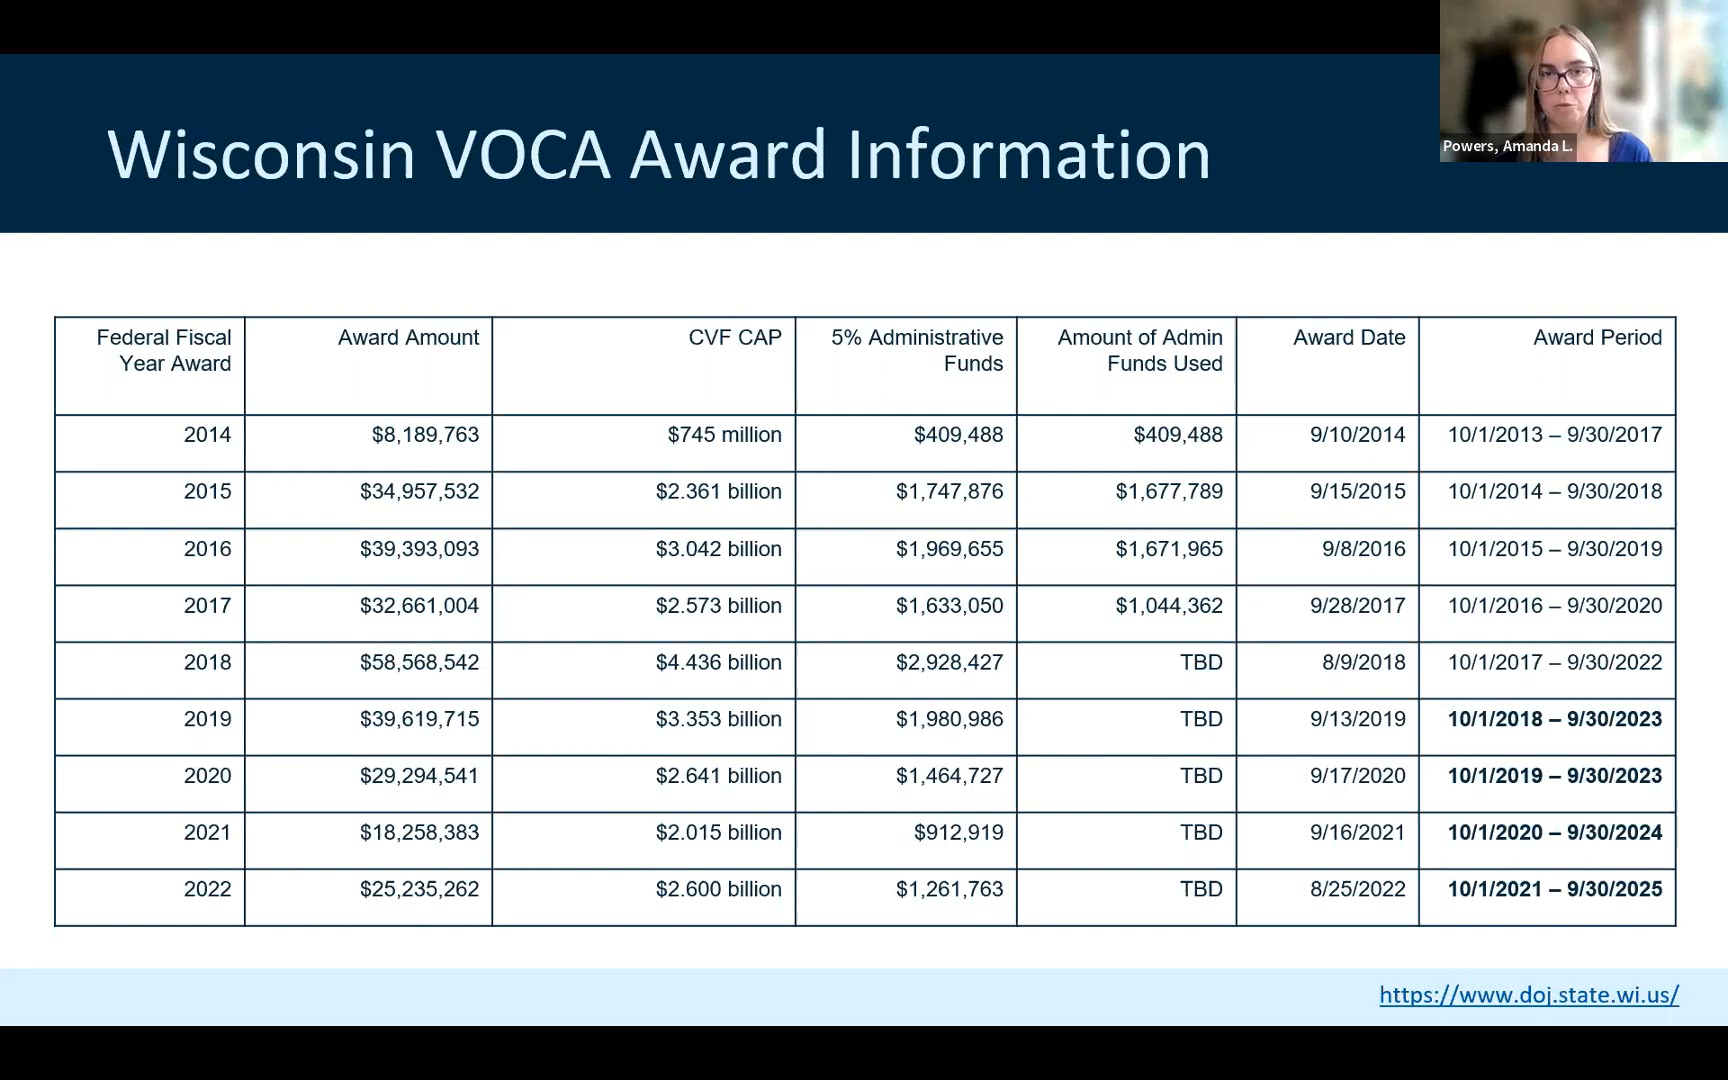 Wisconsin VOCA Award Information
Powers, Amanda L.
Federal Fiscal Year Award Award Amount CVF CAP 5% Administrative Funds Amount of Admin Funds Used Award Date Award Period
2014 $8,189,763 $745 million $409,488 $409,488 9/10/2014 10/1/2013 – 9/30/2017
2015 $34,957,532 $2.361 billion $1,747,876 $1,677,789 9/15/2015 10/1/2014 – 9/30/2018
2016 $39,393,093 $3.042 billion $1,969,655 $1,671,965 9/8/2016 10/1/2015 – 9/30/2019
2017 $32,661,004 $2.573 billion $1,633,050 $1,044,362 9/28/2017 10/1/2016 – 9/30/2020
2018 $58,568,542 $4.436 billion $2,928,427 TBD 8/9/2018 10/1/2017 – 9/30/2022
2019 $39,619,715 $3.353 billion $1,980,986 TBD 9/13/2019 10/1/2018 – 9/30/2023
2020 $29,294,541 $2.641 billion $1,464,727 TBD 9/17/2020 10/1/2019 – 9/30/2023
2021 $18,258,383 $2.015 billion $912,919 TBD 9/16/2021 10/1/2020 – 9/30/2024
2022 $25,235,262 $2.600 billion $1,261,763 TBD 8/25/2022 10/1/2021 – 9/30/2025
https://www.doj.state.wi.us/